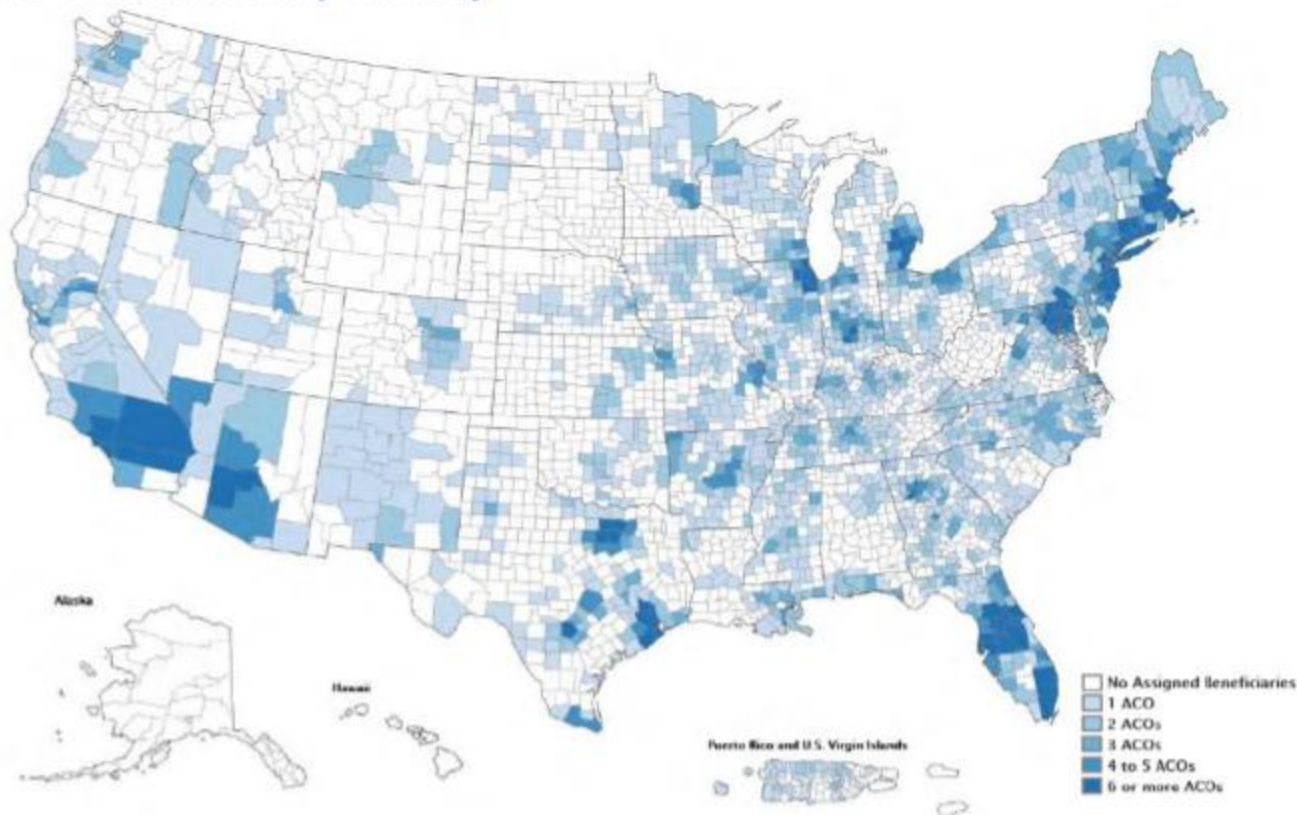 Alaska
Hawaii
Puerto Rico and U.S. Virgin Islands
No Assigned Beneficiaries
1 ACO
2 ACOs
3 ACOs
4 to 5 ACOs
6 or more ACOs